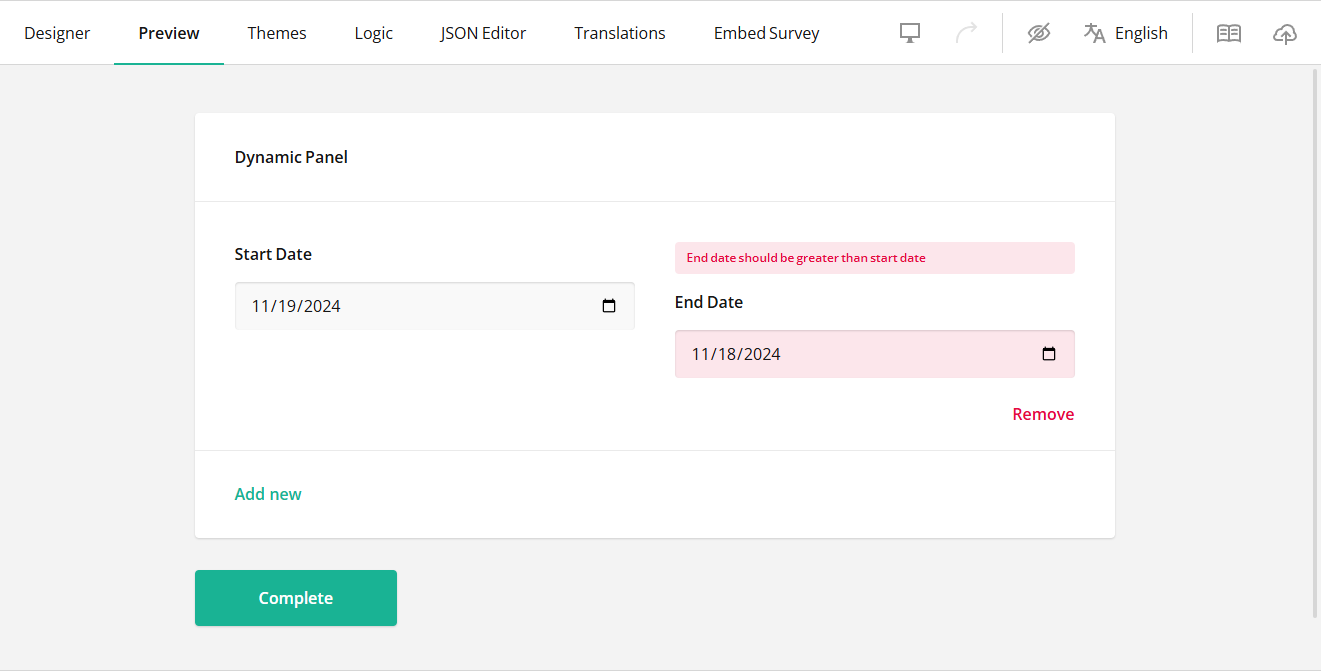 Designer Preview Themes Logic JSON Editor Translations Embed Survey English
Dynamic Panel
Start Date
11/19/2024
End date should be greater than start date
End Date
11/18/2024
Remove
Add new
Complete